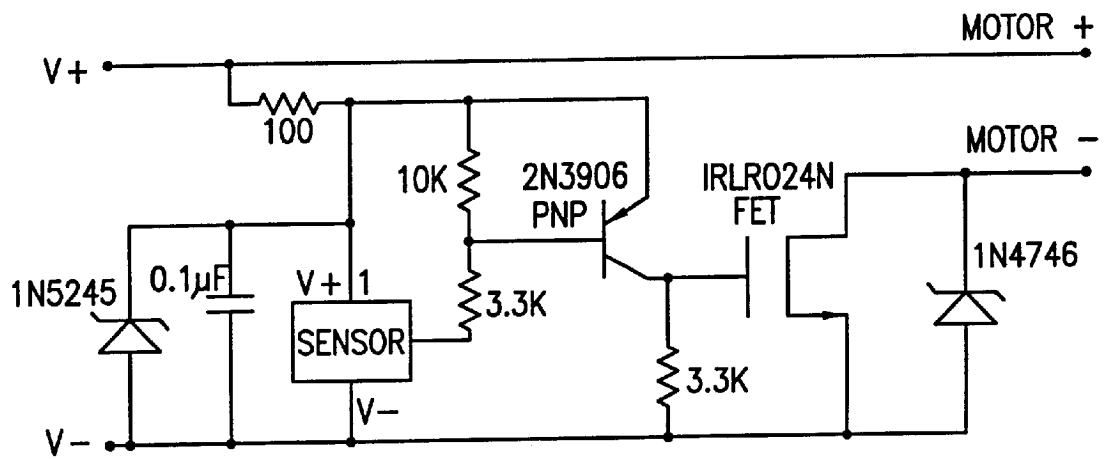 MOTOR +
V+
100
MOTOR -
10K
2N3906
PNP
IRLR024N
FET
1N5245
0.1µF
V+ 1
3.3K
1N4746
SENSOR
3.3K
V-
V-